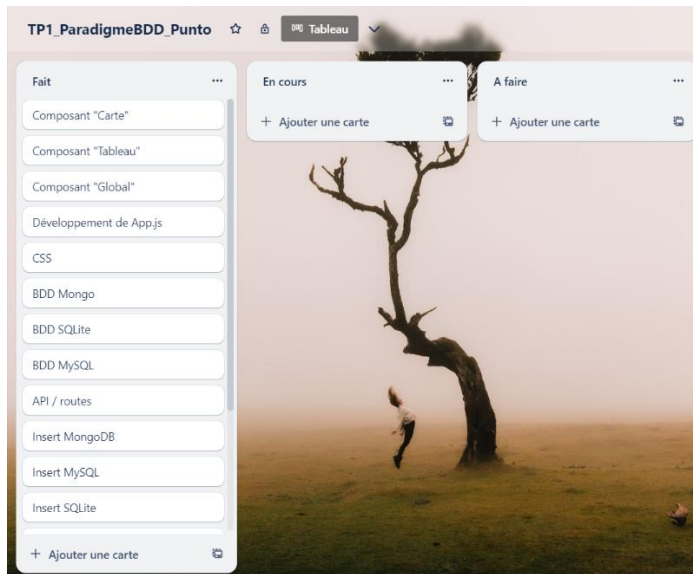 TP1_ParadigmeBDD_Punto
Tableau
Fait
Composant "Carte"
Composant "Tableau"
Composant "Global"
Développement de App.js
CSS
BDD Mongo
BDD SQLite
BDD MySQL
API / routes
Insert MongoDB
Insert MySQL
Insert SQLite
+ Ajouter une carte
En cours
+ Ajouter une carte
A faire
+ Ajouter une carte